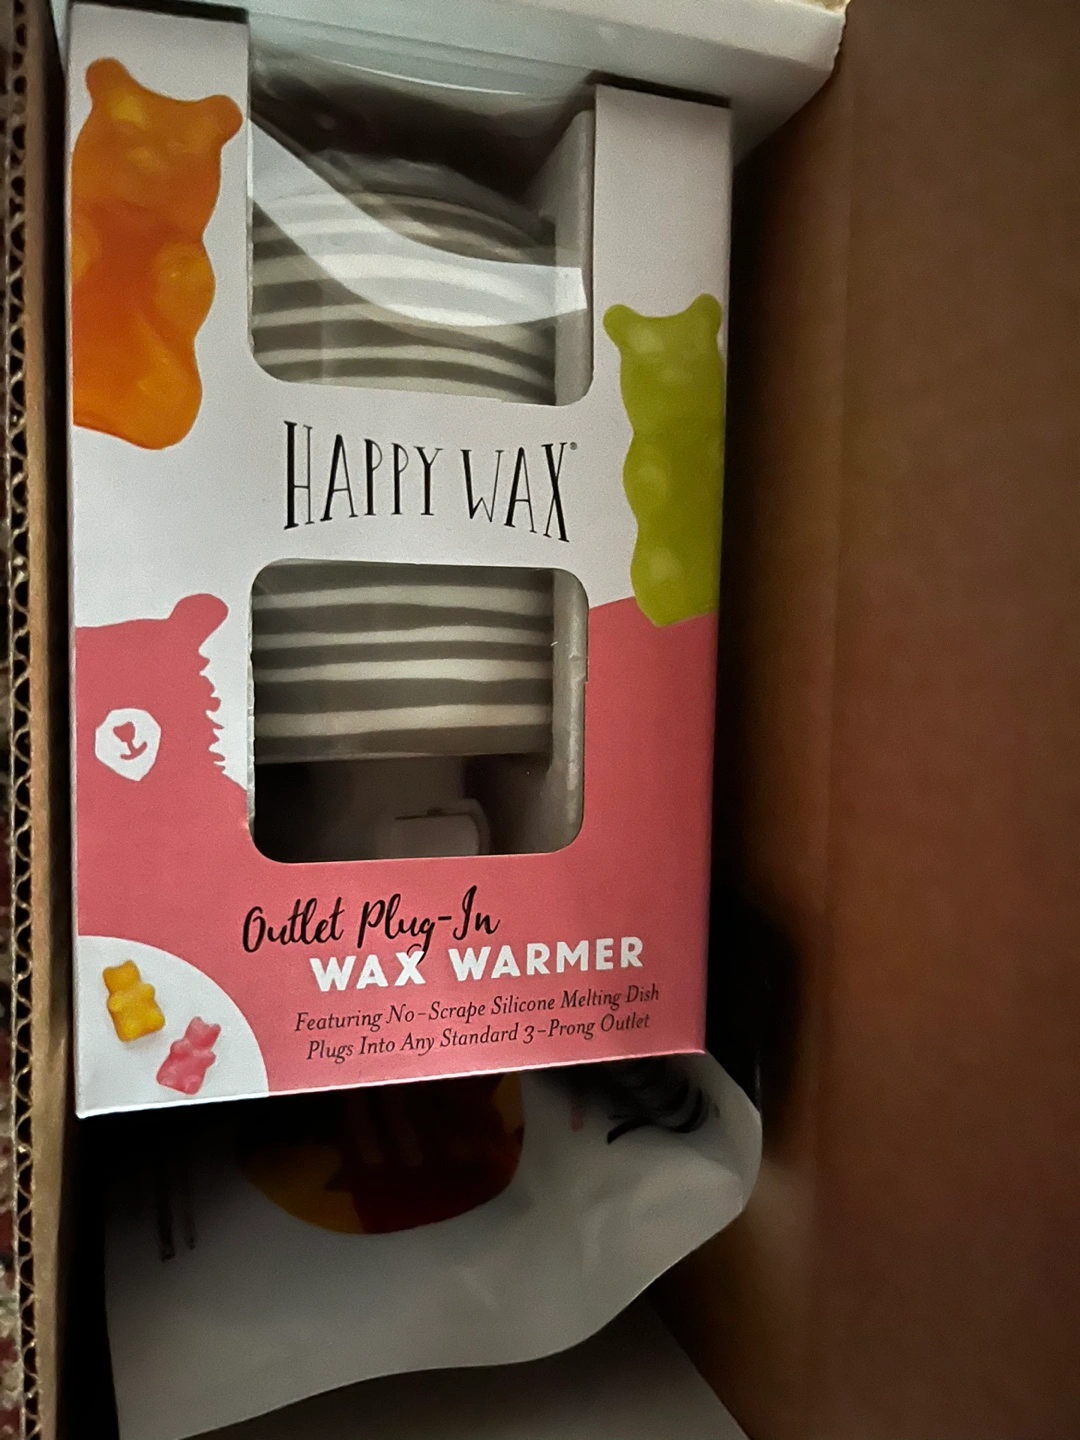 HAPPY WAX®
Outlet Plug-In
WAX WARMER
Featuring No-Scrape Silicone Melting Dish
Plugs Into Any Standard 3-Prong Outlet